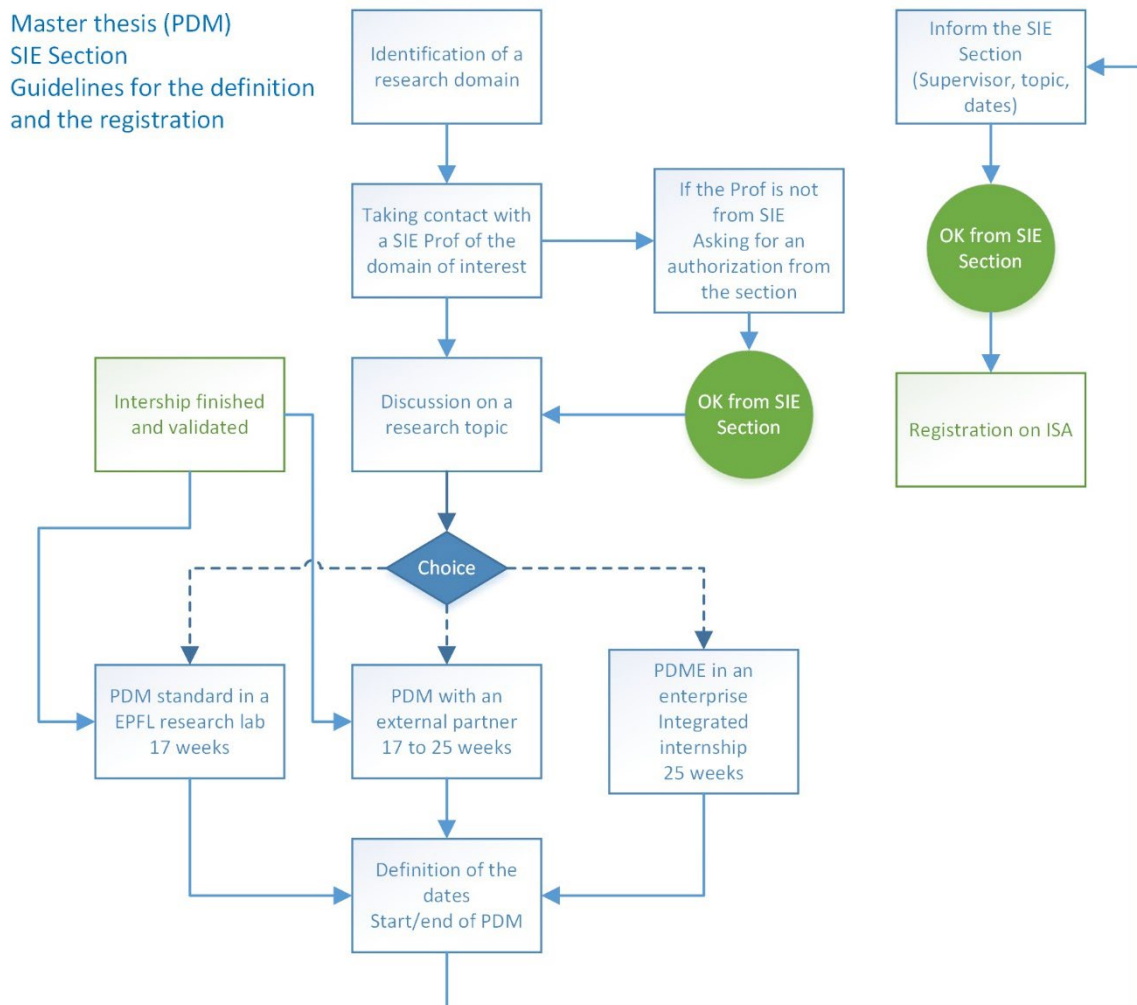 Master thesis (PDM)
SIE Section
Guidelines for the definition
and the registration
Identification of a
research domain
Taking contact with
a SIE Prof of the
domain of interest
If the Prof is not
from SIE
Asking for an
authorization from
the section
OK from SIE
Section
Discussion on a
research topic
Intership finished
and validated
Choice
PDM standard in a
EPFL research lab
17 weeks
PDM with an
external partner
17 to 25 weeks
PDME in an
enterprise
Integrated
internship
25 weeks
Definition of the
dates
Start/end of PDM
Inform the SIE
Section
(Supervisor, topic,
dates)
OK from SIE
Section
Registration on ISA